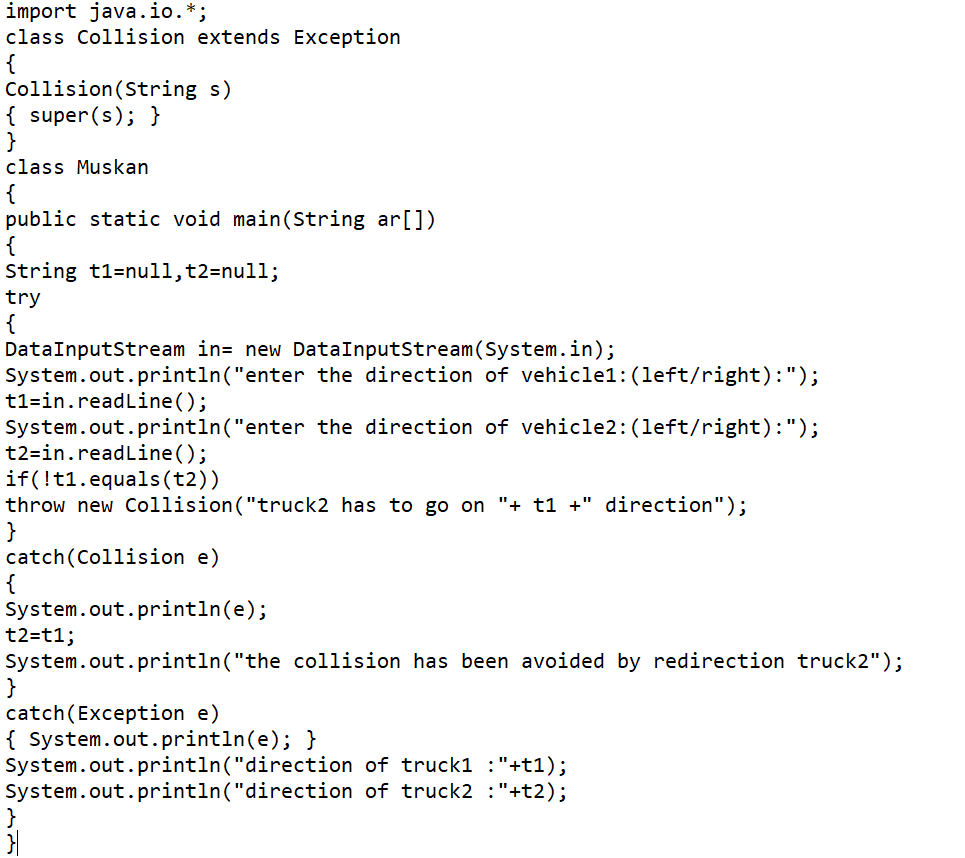 import java.io.*;
class Collision extends Exception
{
Collision(String s)
{ super(s); }
}
class Muskan
{
public static void main(String ar[])
{
String t1=null,t2=null;
try
{
DataInputStream in= new DataInputStream(System.in);
System.out.println("enter the direction of vehicle1:(left/right):");
t1=in.readLine();
System.out.println("enter the direction of vehicle2:(left/right):");
t2=in.readLine();
if(!t1.equals(t2))
throw new Collision("truck2 has to go on "+ t1 +" direction");
}
catch(Collision e)
{
System.out.println(e);
t2=t1;
System.out.println("the collision has been avoided by redirection truck2");
}
catch(Exception e)
{ System.out.println(e); }
System.out.println("direction of truck1 :"+t1);
System.out.println("direction of truck2 :"+t2);
}
}